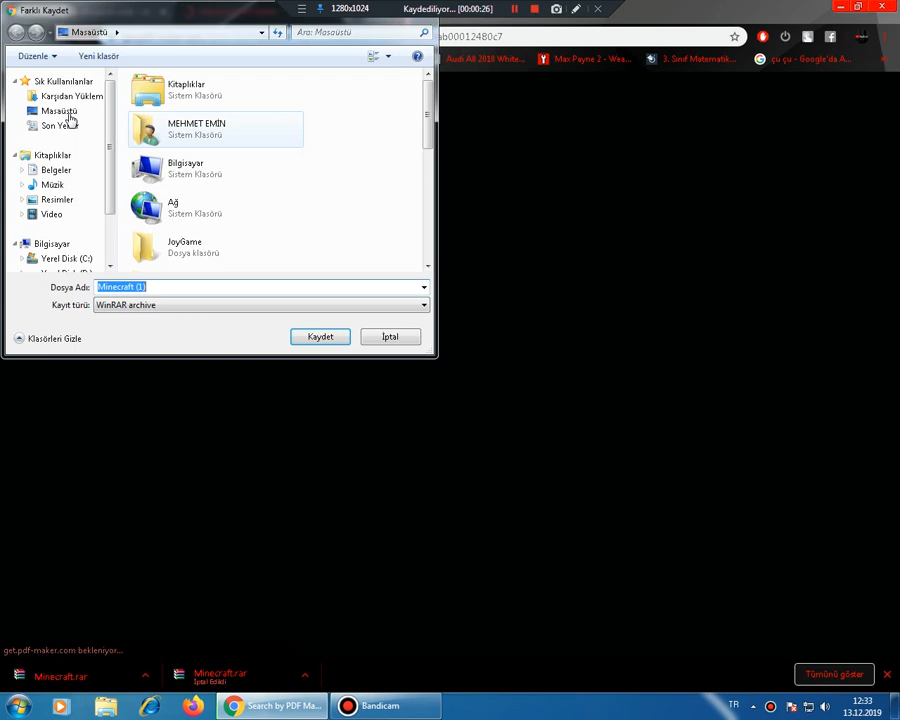 Farklı Kaydet
1280x1024
Kaydediliyor... [00:00:26]
Masaüstü
Ara: Masaüstü
ab00012480c7
Düzenle
Yeni klasör
Audi All 2018 White...
Max Payne 2 - Wea...
3. Sınıf Matematik...
çu çu - Google'da A...
Sık Kullanılanlar
Karşıdan Yüklem
Masaüstü
Son Ye
Kitaplıklar
Belgeler
Müzik
Resimler
Video
Bilgisayar
Yerel Disk (C:)
Kitaplıklar
Sistem Klasörü
MEHMET EMİN
Sistem Klasörü
Bilgisayar
Sistem Klasörü
Ağ
Sistem Klasörü
JoyGame
Dosya klasörü
Dosya Adı: Minecraft (1)
Kayıt türü: WinRAR archive
Klasörleri Gizle
Kaydet
İptal
get.pdf-maker.com bekleniyor...
Minecraft.rar
Minecraft.rar
İptal Edildi
Tümünü göster
Search by PDF Ma...
Bandicam
TR
12:33
13.12.2019